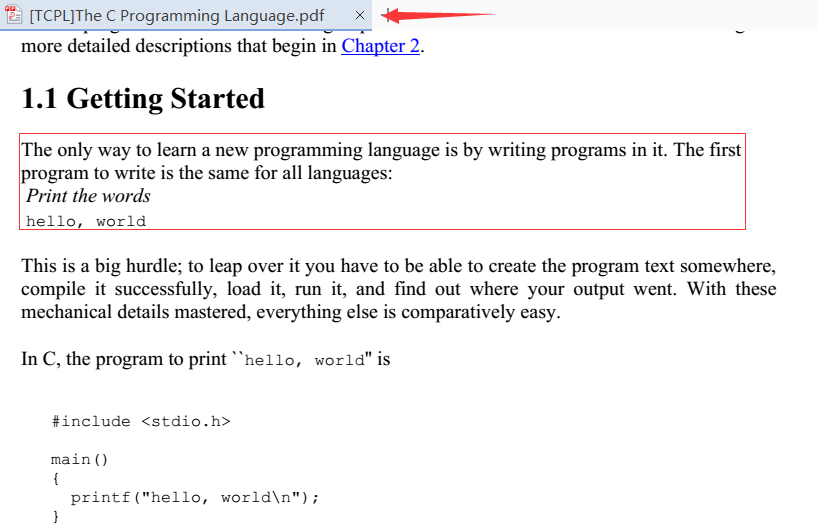 [TCPL]The C Programming Language.pdf
more detailed descriptions that begin in Chapter 2.
1.1 Getting Started
The only way to learn a new programming language is by writing programs in it. The first
program to write is the same for all languages:
Print the words
hello, world
This is a big hurdle; to leap over it you have to be able to create the program text somewhere,
compile it successfully, load it, run it, and find out where your output went. With these
mechanical details mastered, everything else is comparatively easy.
In C, the program to print ``hello, world'' is
#include <stdio.h>
main()
{
printf("hello, world\n");
}